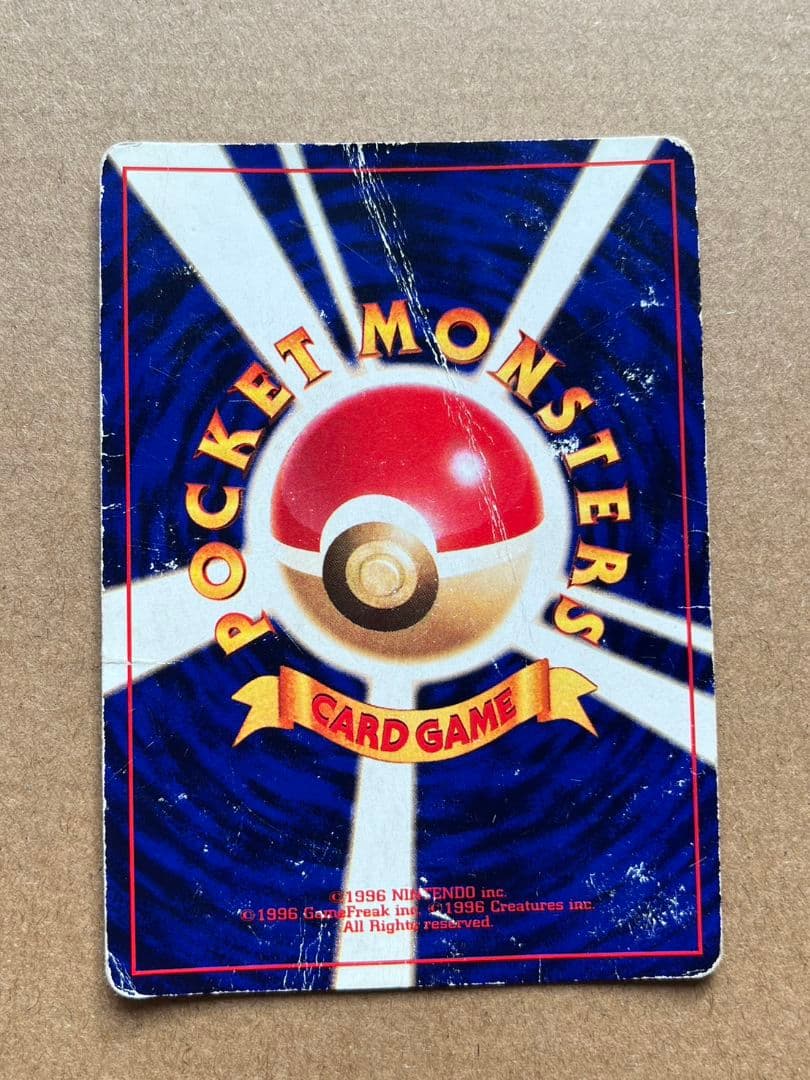 POCKET MONSTERS
CARD GAME
©1996 NINTENDO inc.
©1996 GameFreak inc. ©1996 Creatures inc.
All Rights reserved.